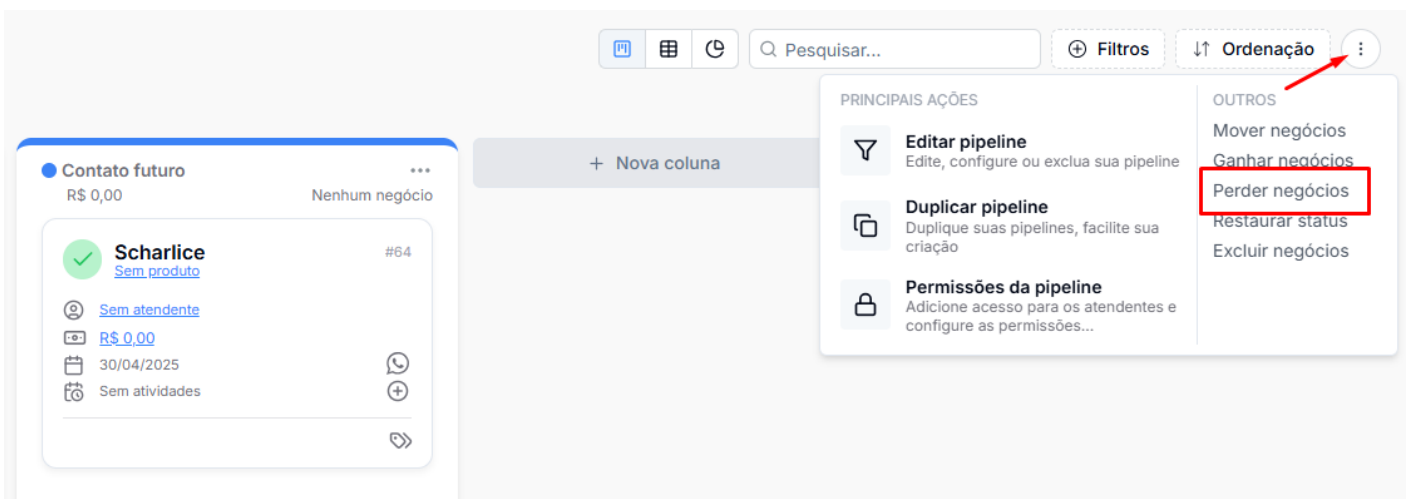 Pesquisar...
Filtros
Ordenação
PRINCIPAIS AÇÕES
Editar pipeline
Edite, configure ou exclua sua pipeline
Duplicar pipeline
Duplique suas pipelines, facilite sua
criação
Permissões da pipeline
Adicione acesso para os atendentes e
configure as permissões...
OUTROS
Mover negócios
Ganhar negócios
Perder negócios
Restaurar status
Excluir negócios
Contato futuro
R$ 0,00 Nenhum negócio
Scharlice #64
Sem produto
Sem atendente
R$ 0,00
30/04/2025
Sem atividades
+ Nova coluna